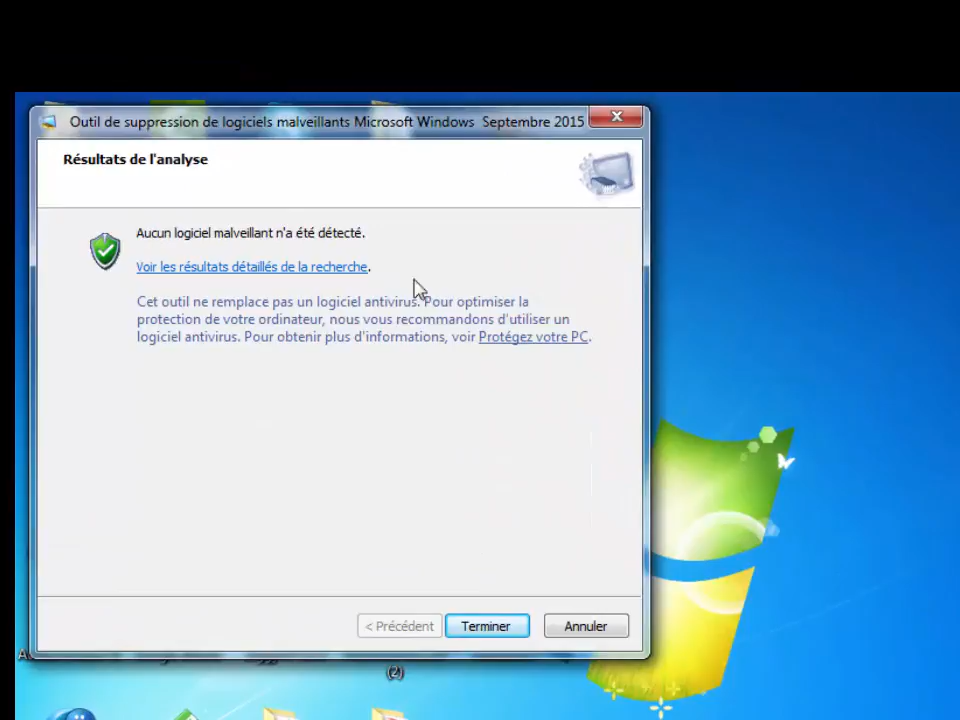 Outil de suppression de logiciels malveillants Microsoft Windows  Septembre 2015
Résultats de l'analyse
Aucun logiciel malveillant n'a été détecté.
Voir les résultats détaillés de la recherche.
Cet outil ne remplace pas un logiciel antivirus. Pour optimiser la
protection de votre ordinateur, nous vous recommandons d'utiliser un
logiciel antivirus. Pour obtenir plus d'informations, voir Protégez votre PC.
< Précédent
Terminer
Annuler
(2)